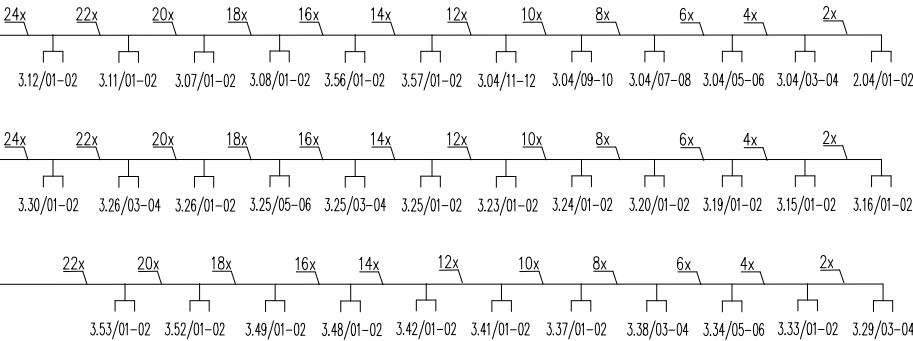 24x 22x 20x 18x 16x 14x 12x 10x 8x 6x 4x 2x
3.12/01-02 3.11/01-02 3.07/01-02 3.08/01-02 3.56/01-02 3.57/01-02 3.04/11-12 3.04/09-10 3.04/07-08 3.04/05-06 3.04/03-04 2.04/01-02
24x 22x 20x 18x 16x 14x 12x 10x 8x 6x 4x 2x
3.30/01-02 3.26/03-04 3.26/01-02 3.25/05-06 3.25/03-04 3.25/01-02 3.23/01-02 3.24/01-02 3.20/01-02 3.19/01-02 3.15/01-02 3.16/01-02
22x 20x 18x 16x 14x 12x 10x 8x 6x 4x 2x
3.53/01-02 3.52/01-02 3.49/01-02 3.48/01-02 3.42/01-02 3.41/01-02 3.37/01-02 3.38/03-04 3.34/05-06 3.33/01-02 3.29/03-04